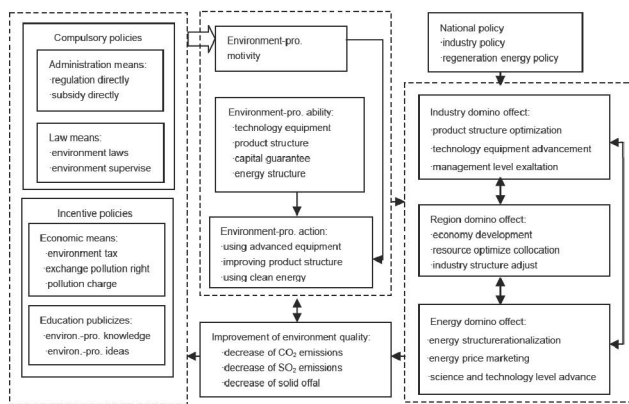 Compulsory policies
Administration means:
·regulation directly
·subsidy directly
Law means:
·environment laws
·environment supervise
Incentive policies
Economic means:
·environment tax
·exchange pollution right
·pollution charge
Education publicizes:
·environ.-pro. knowledge
·environ.-pro. ideas
Environment-pro.
motivity
Environment-pro. ability:
·technology equipment
·product structure
·capital guarantee
·energy structure
Environment-pro. action:
·using advanced equipment
·improving product structure
·using clean energy
Improvement of environment quality:
·decrease of CO₂ emissions
·decrease of SO₂ emissions
·decrease of solid offal
National policy
·industry policy
·regeneration energy policy
Industry domino effect:
·product structure optimization
·technology equipment advancement
·management level exaltation
Region domino effect:
·economy development
·resource optimize collocation
·industry structure adjust
Energy domino effect:
·energy structurerationalization
·energy price marketing
·science and technology level advance